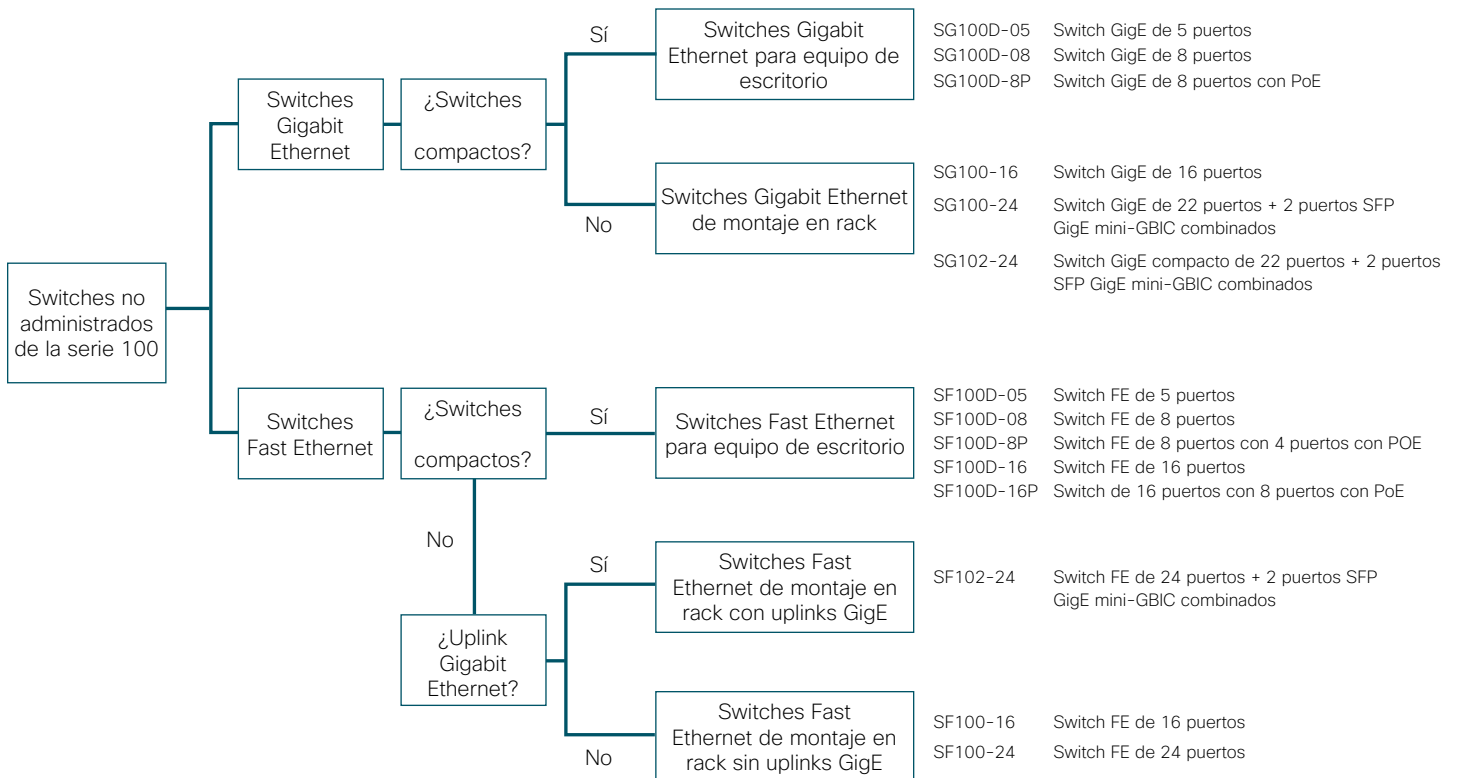 Switches no
administrados
de la serie 100
Switches
Gigabit
Ethernet
¿Switches
compactos?
Sí
Switches Gigabit
Ethernet para equipo de
escritorio
SG100D-05 Switch GigE de 5 puertos
SG100D-08 Switch GigE de 8 puertos
SG100D-8P Switch GigE de 8 puertos con PoE
No
Switches Gigabit Ethernet
de montaje en rack
SG100-16 Switch GigE de 16 puertos
SG100-24 Switch GigE de 22 puertos + 2 puertos SFP
GigE mini-GBIC combinados
SG102-24 Switch GigE compacto de 22 puertos + 2 puertos
SFP GigE mini-GBIC combinados
Switches
Fast Ethernet
¿Switches
compactos?
Sí
Switches Fast Ethernet
para equipo de escritorio
SF100D-05 Switch FE de 5 puertos
SF100D-08 Switch FE de 8 puertos
SF100D-8P Switch FE de 8 puertos con 4 puertos con POE
SF100D-16 Switch FE de 16 puertos
SF100D-16P Switch de 16 puertos con 8 puertos con PoE
No
¿Uplink
Gigabit
Ethernet?
Sí
Switches Fast
Ethernet de montaje en
rack con uplinks GigE
SF102-24 Switch FE de 24 puertos + 2 puertos SFP
GigE mini-GBIC combinados
No
Switches Fast
Ethernet de montaje en
rack sin uplinks GigE
SF100-16 Switch FE de 16 puertos
SF100-24 Switch FE de 24 puertos